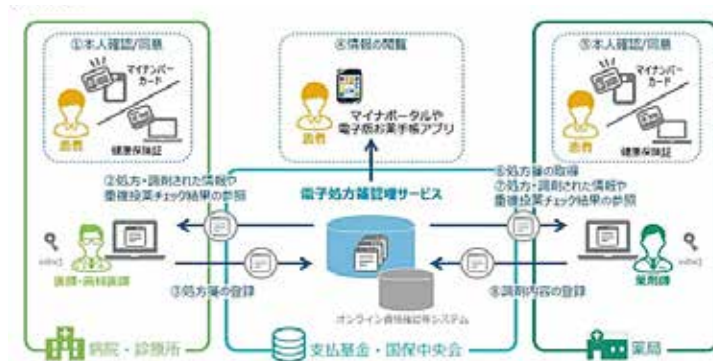 ①本人確認/同意
マイナンバー
カード
患者
健康保険証
②処方・調剤された情報や
重複投薬チェック結果の参照
医師・歯科医師
③処方箋の登録
病院・診療所
④情報の閲覧
患者
マイナポータルや
電子版お薬手帳アプリ
電子処方箋管理サービス
オンライン資格確認等システム
支払基金・国保中央会
⑤本人確認/同意
マイナンバー
カード
患者
健康保険証
⑥処方箋の取得
⑦処方・調剤された情報や
重複投薬チェック結果の参照
薬剤師
⑧調剤内容の登録
薬局